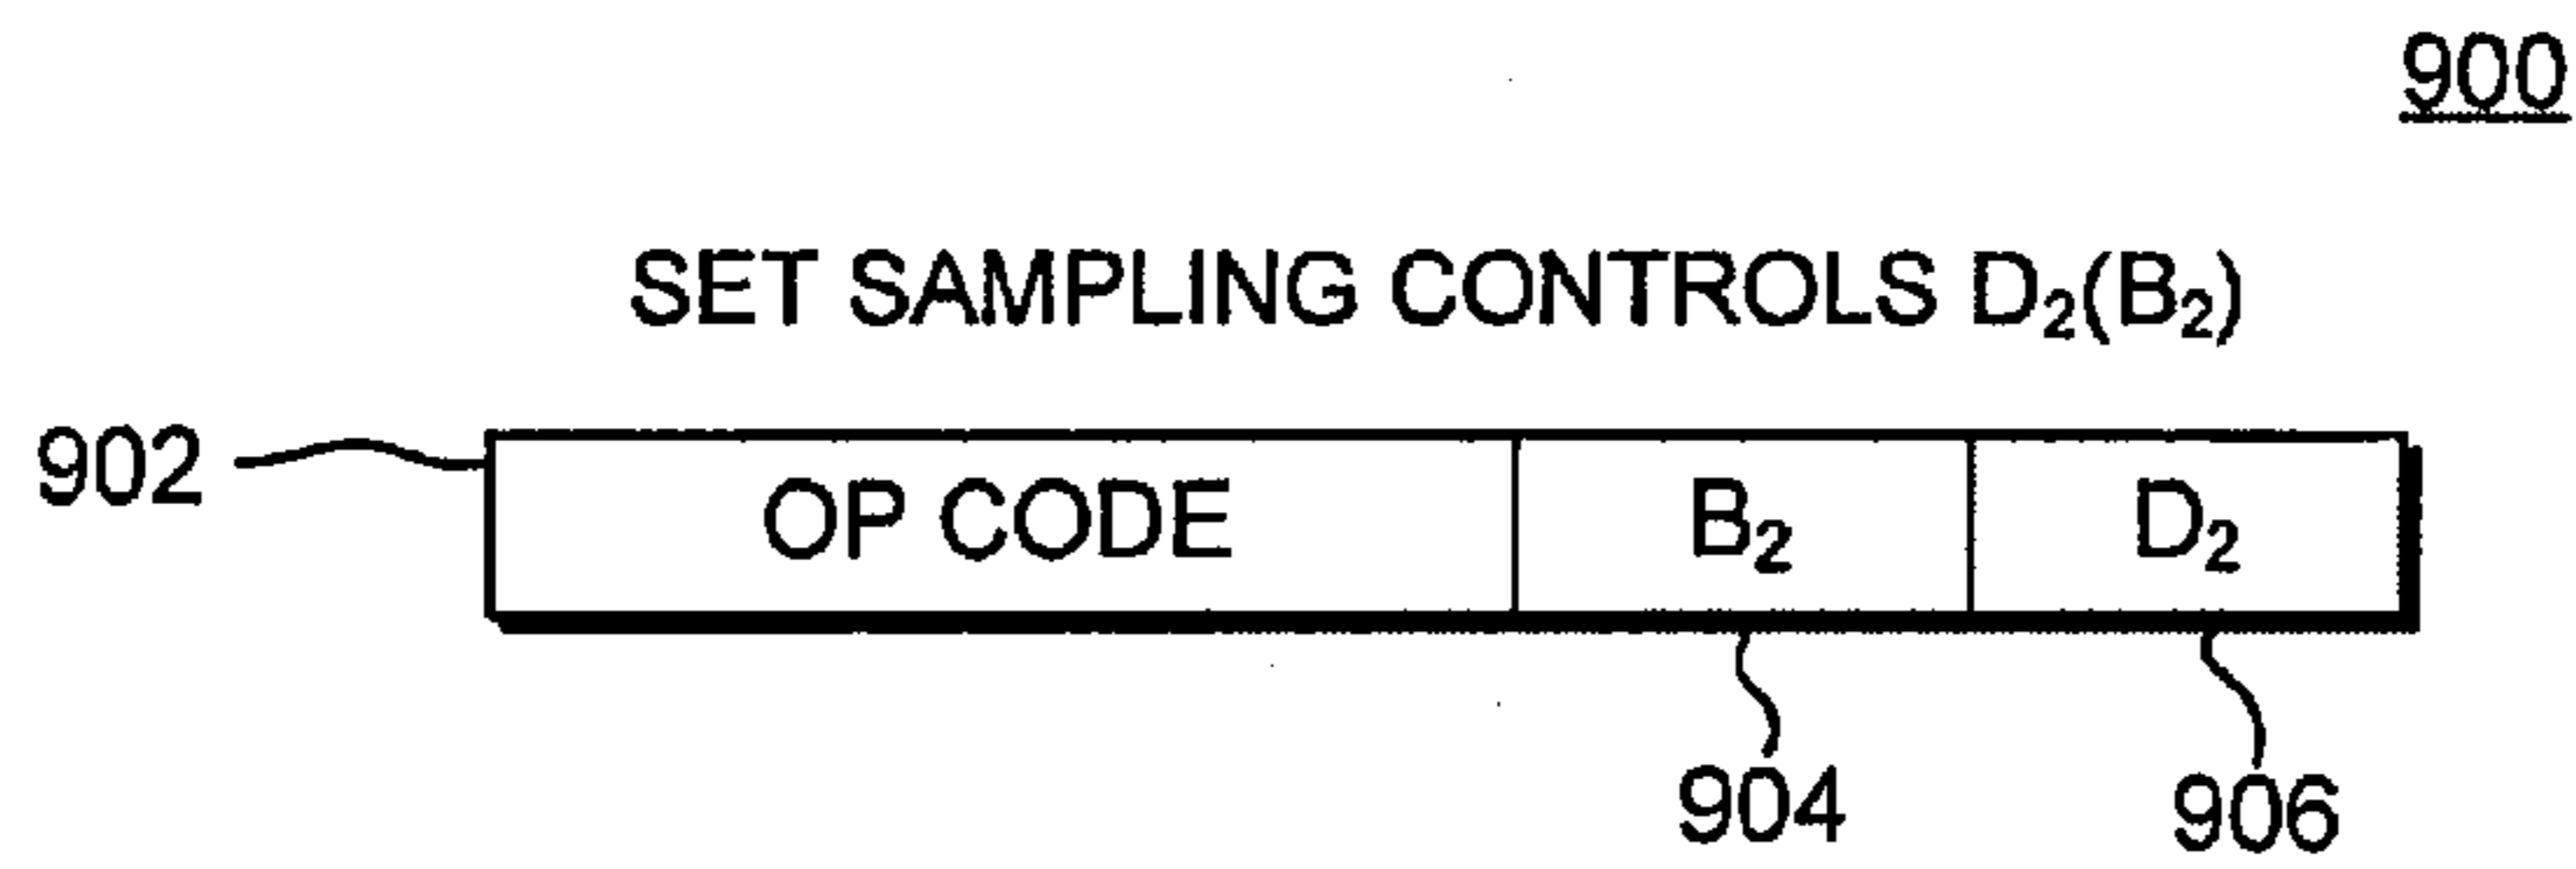 900
SET SAMPLING CONTROLS D₂(B₂)
902
OP CODE B₂ D₂
904 906